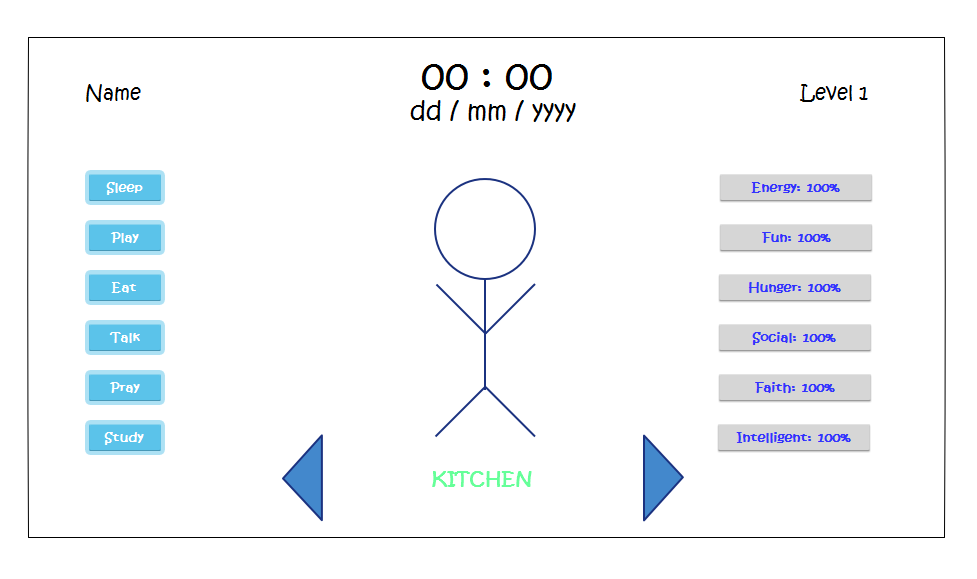 Name
00 : 00
dd / mm / yyyy
Level 1
Sleep
Play
Eat
Talk
Pray
Study
Energy: 100%
Fun: 100%
Hunger: 100%
Social: 100%
Faith: 100%
Intelligent: 100%
KITCHEN